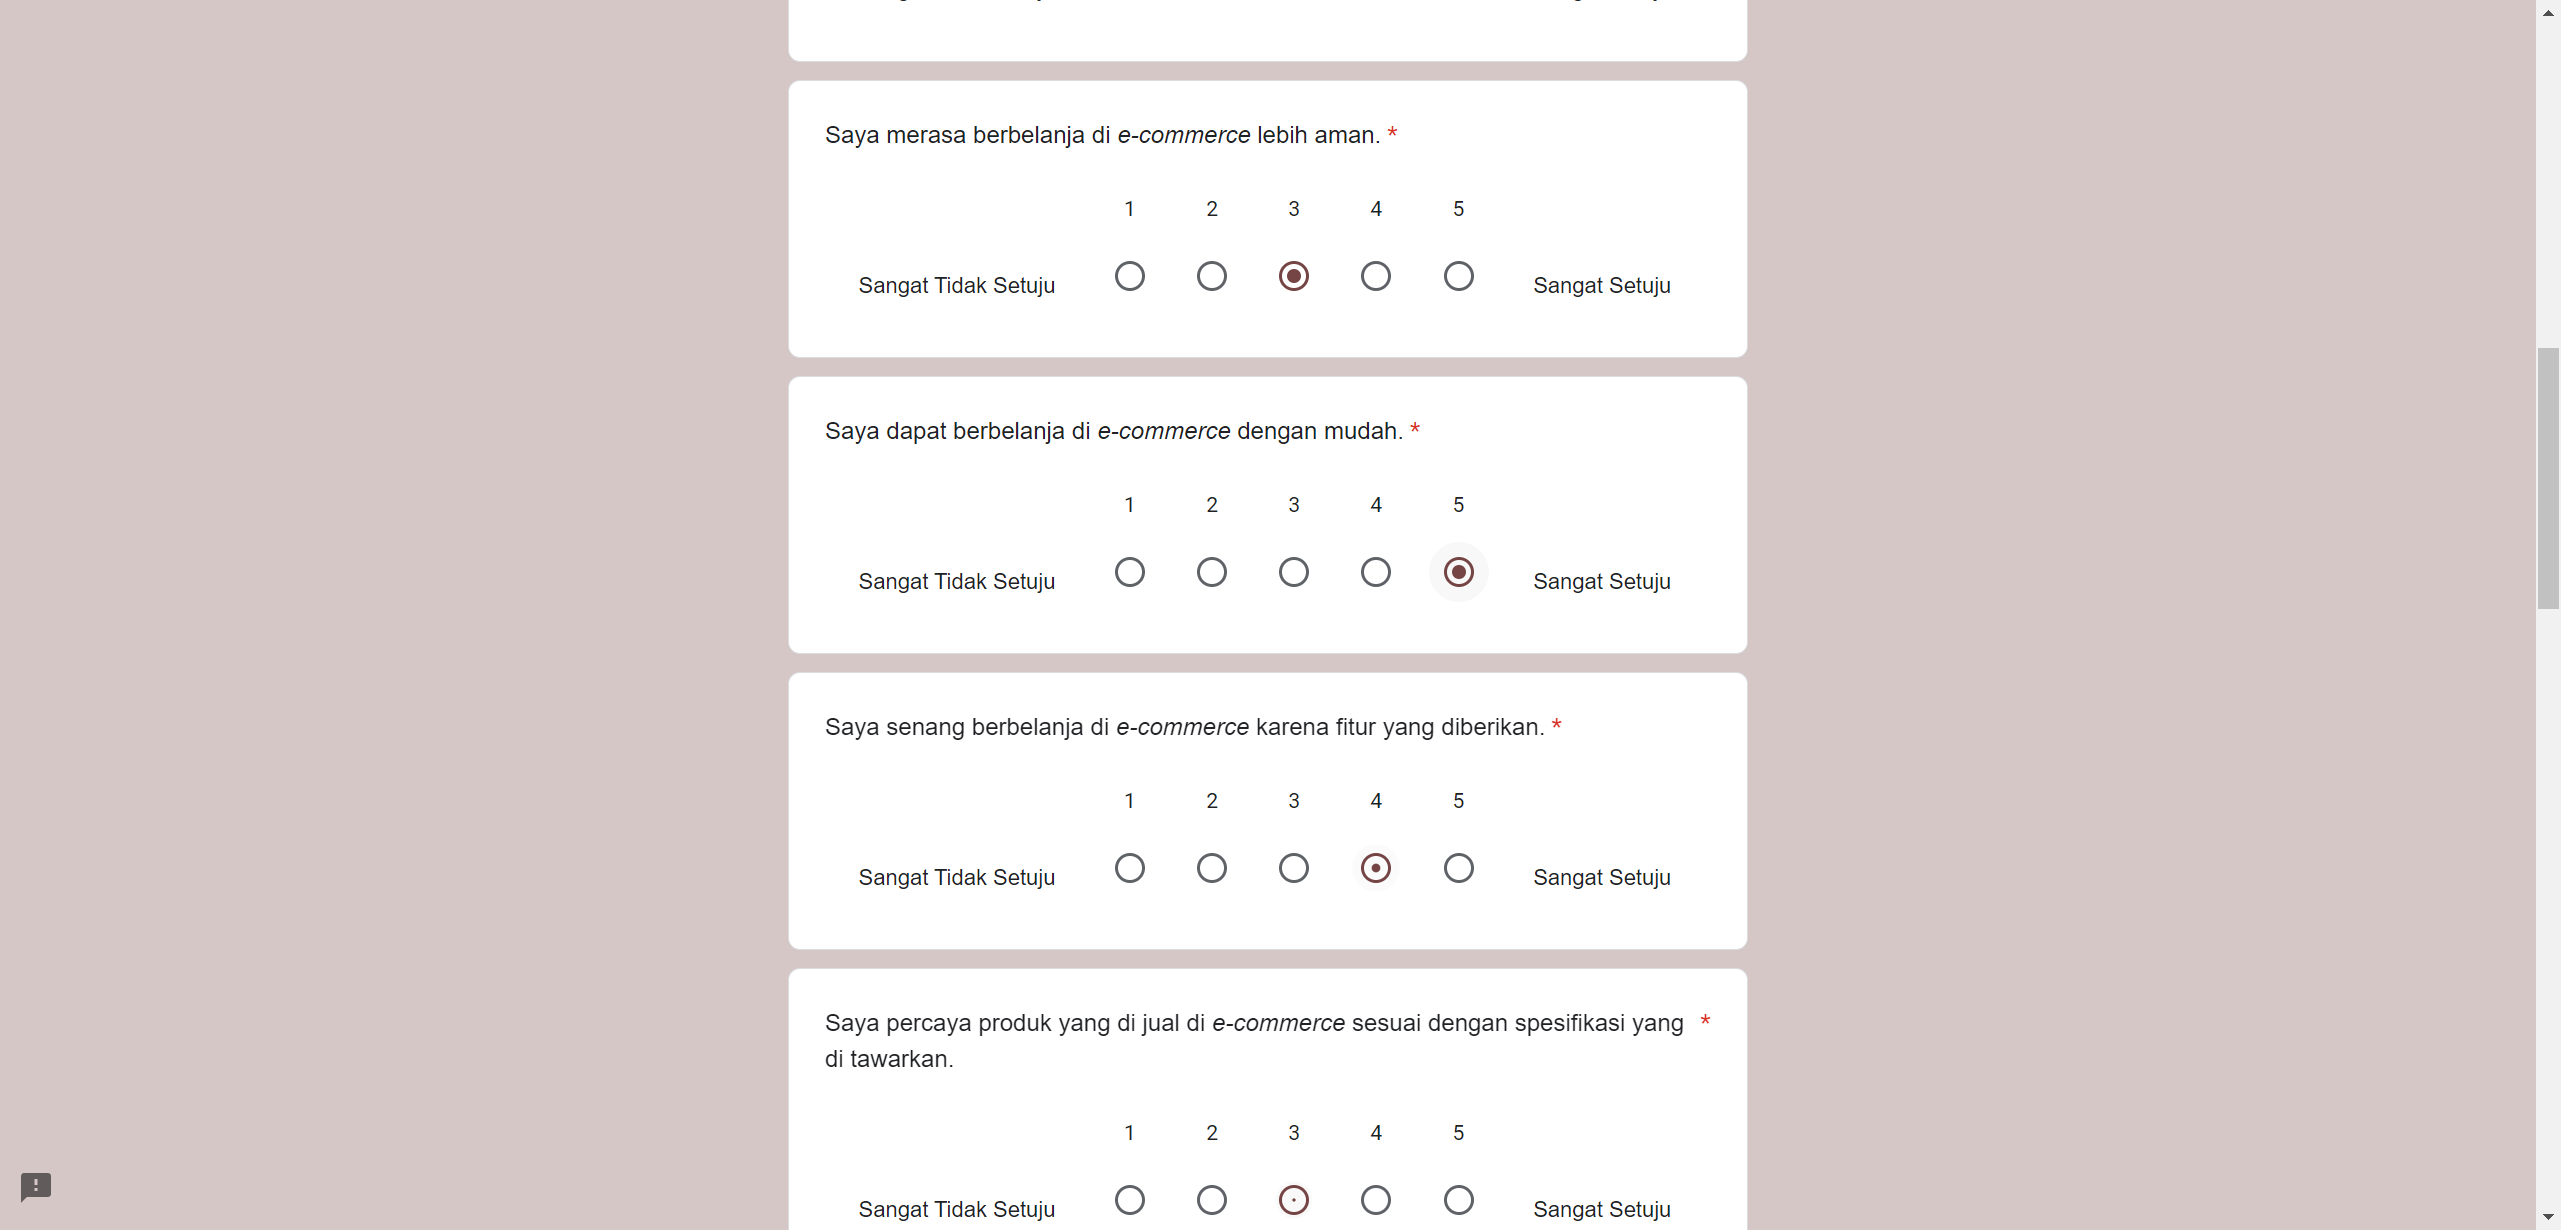 Saya merasa berbelanja di e-commerce lebih aman. *
1 2 3 4 5
Sangat Tidak Setuju Sangat Setuju
Saya dapat berbelanja di e-commerce dengan mudah. *
1 2 3 4 5
Sangat Tidak Setuju Sangat Setuju
Saya senang berbelanja di e-commerce karena fitur yang diberikan. *
1 2 3 4 5
Sangat Tidak Setuju Sangat Setuju
Saya percaya produk yang di jual di e-commerce sesuai dengan spesifikasi yang *
di tawarkan.
1 2 3 4 5
Sangat Tidak Setuju Sangat Setuju